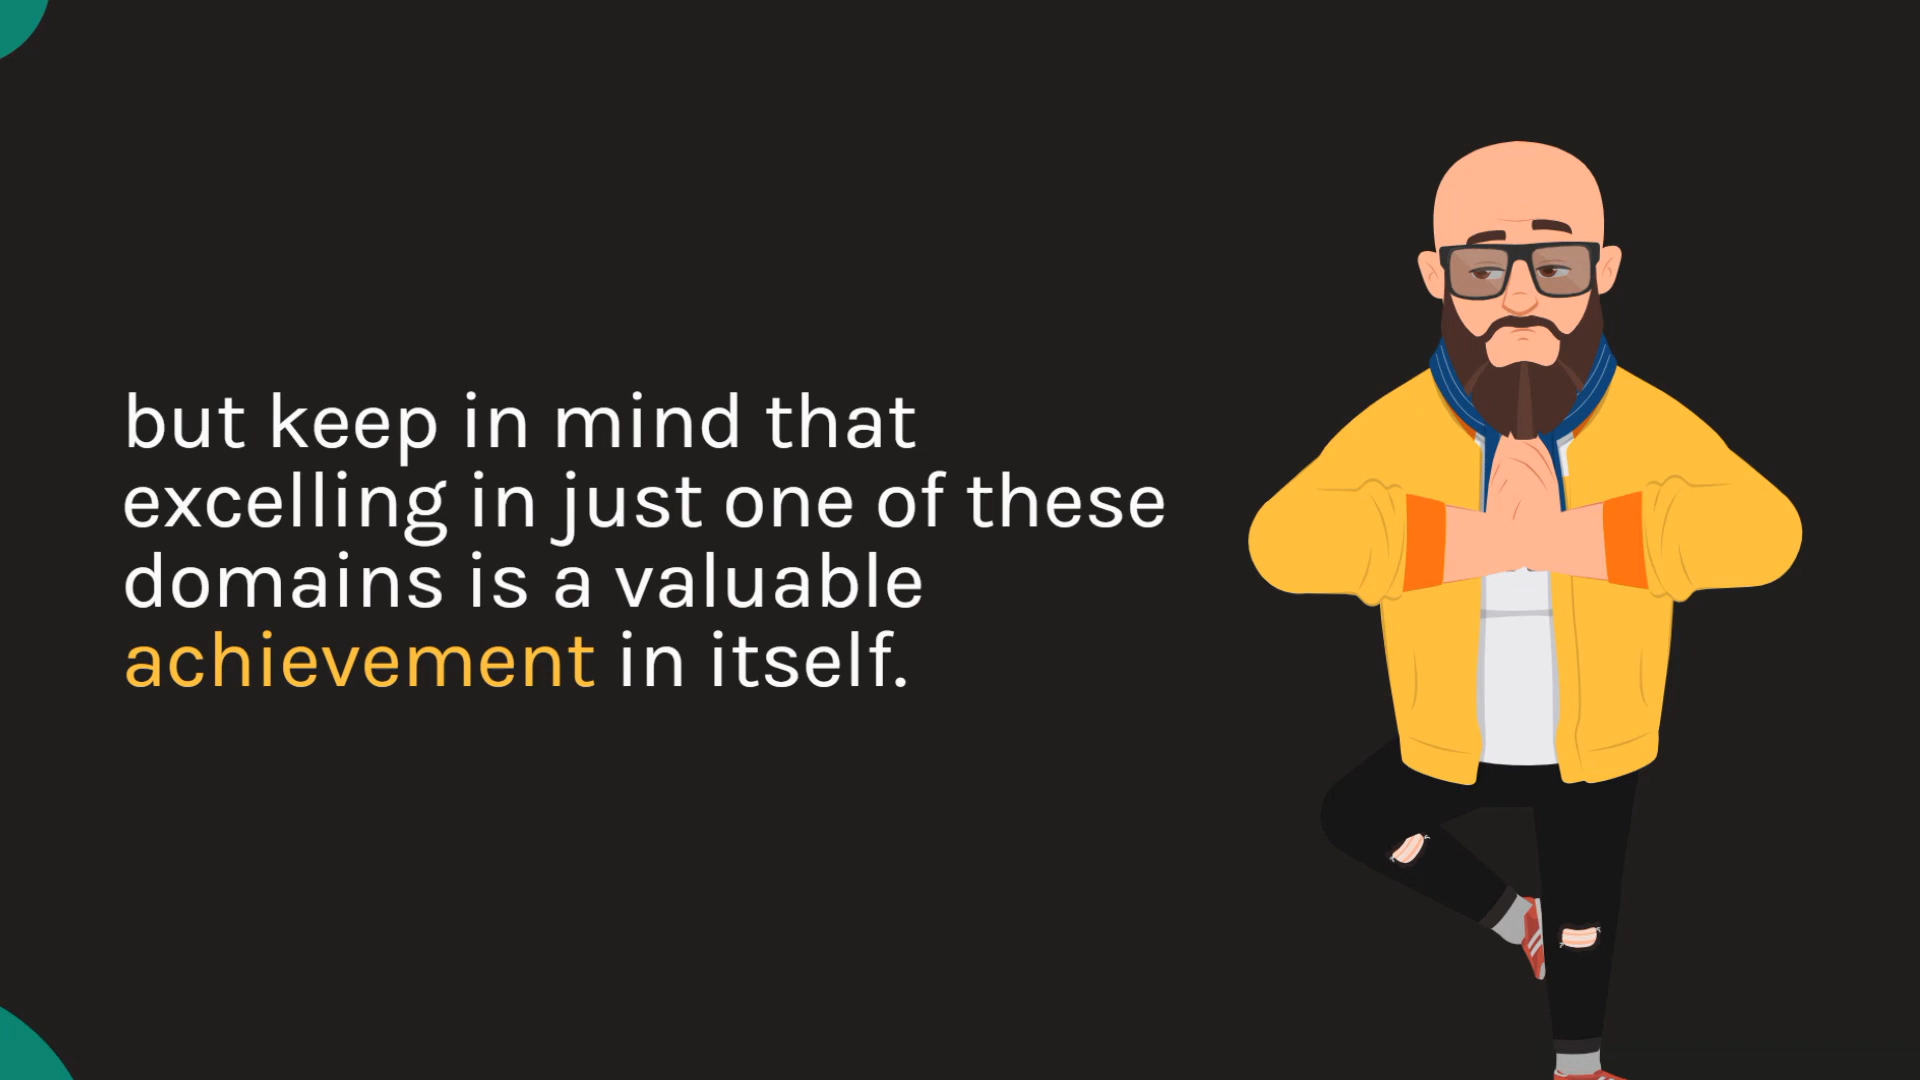 but keep in mind that
excelling in just one of these
domains is a valuable
achievement in itself.